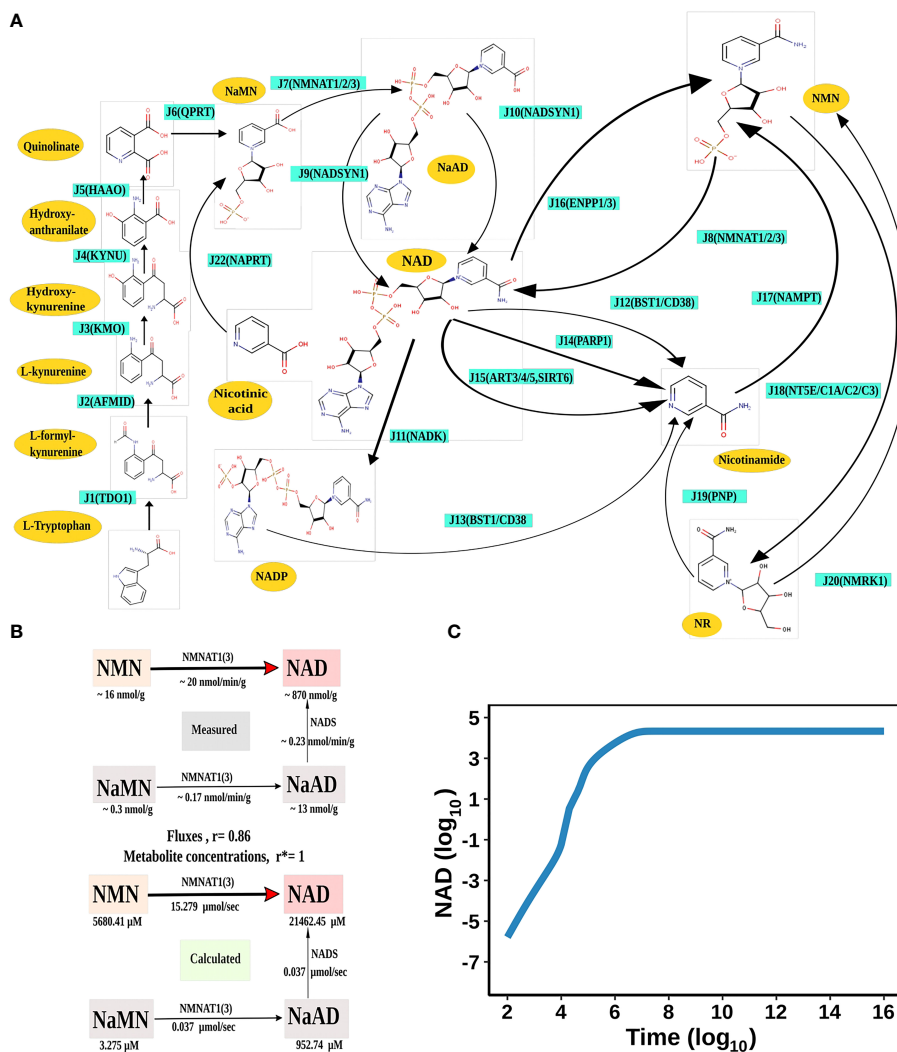 A
NaMN
J7(NMNAT1/2/3)
J6(QPRT)
J10(NADSYN1)
NMN
Quinolinate
J9(NADSYN1)
NaAD
J5(HAAO)
J16(ENPP1/3)
Hydroxy-
anthranilate
J8(NMNAT1/2/3)
J4(KYNU)
J22(NAPRT)
NAD
Hydroxy-
kynurenine
J12(BST1/CD38)
J17(NAMPT)
J3(KMO)
J14(PARP1)
L-kynurenine
J15(ART3/4/5,SIRT6)
J18(NT5E/C1A/C2/C3)
J2(AFMID)
Nicotinic
acid
L-formyl-
kynurenine
J11(NADK)
Nicotinamide
J1(TDO1)
J19(PNP)
L-Tryptophan
J13(BST1/CD38
NADP
J20(NMRK1)
NR
B
NMN
NMNAT1(3)
NAD
~ 16 nmol/g
~ 20 nmol/min/g
~ 870 nmol/g
Measured
NADS
~ 0.23 nmol/min/g
NaMN
NMNAT1(3)
NaAD
~ 0.3 nmol/g
~ 0.17 nmol/min/g
~ 13 nmol/g
Fluxes , r= 0.86
Metabolite concentrations, r*= 1
NMN
NMNAT1(3)
NAD
5680.41 µM
15.279 µmol/sec
21462.45 µM
Calculated
NADS
0.037 µmol/sec
NaMN
NMNAT1(3)
NaAD
0.037 µmol/sec
3.275 µM
952.74 µM
C
NAD (log10)
5
3
1
-1
-3
-5
-7
2 4 6 8 10 12 14 16
Time (log10)